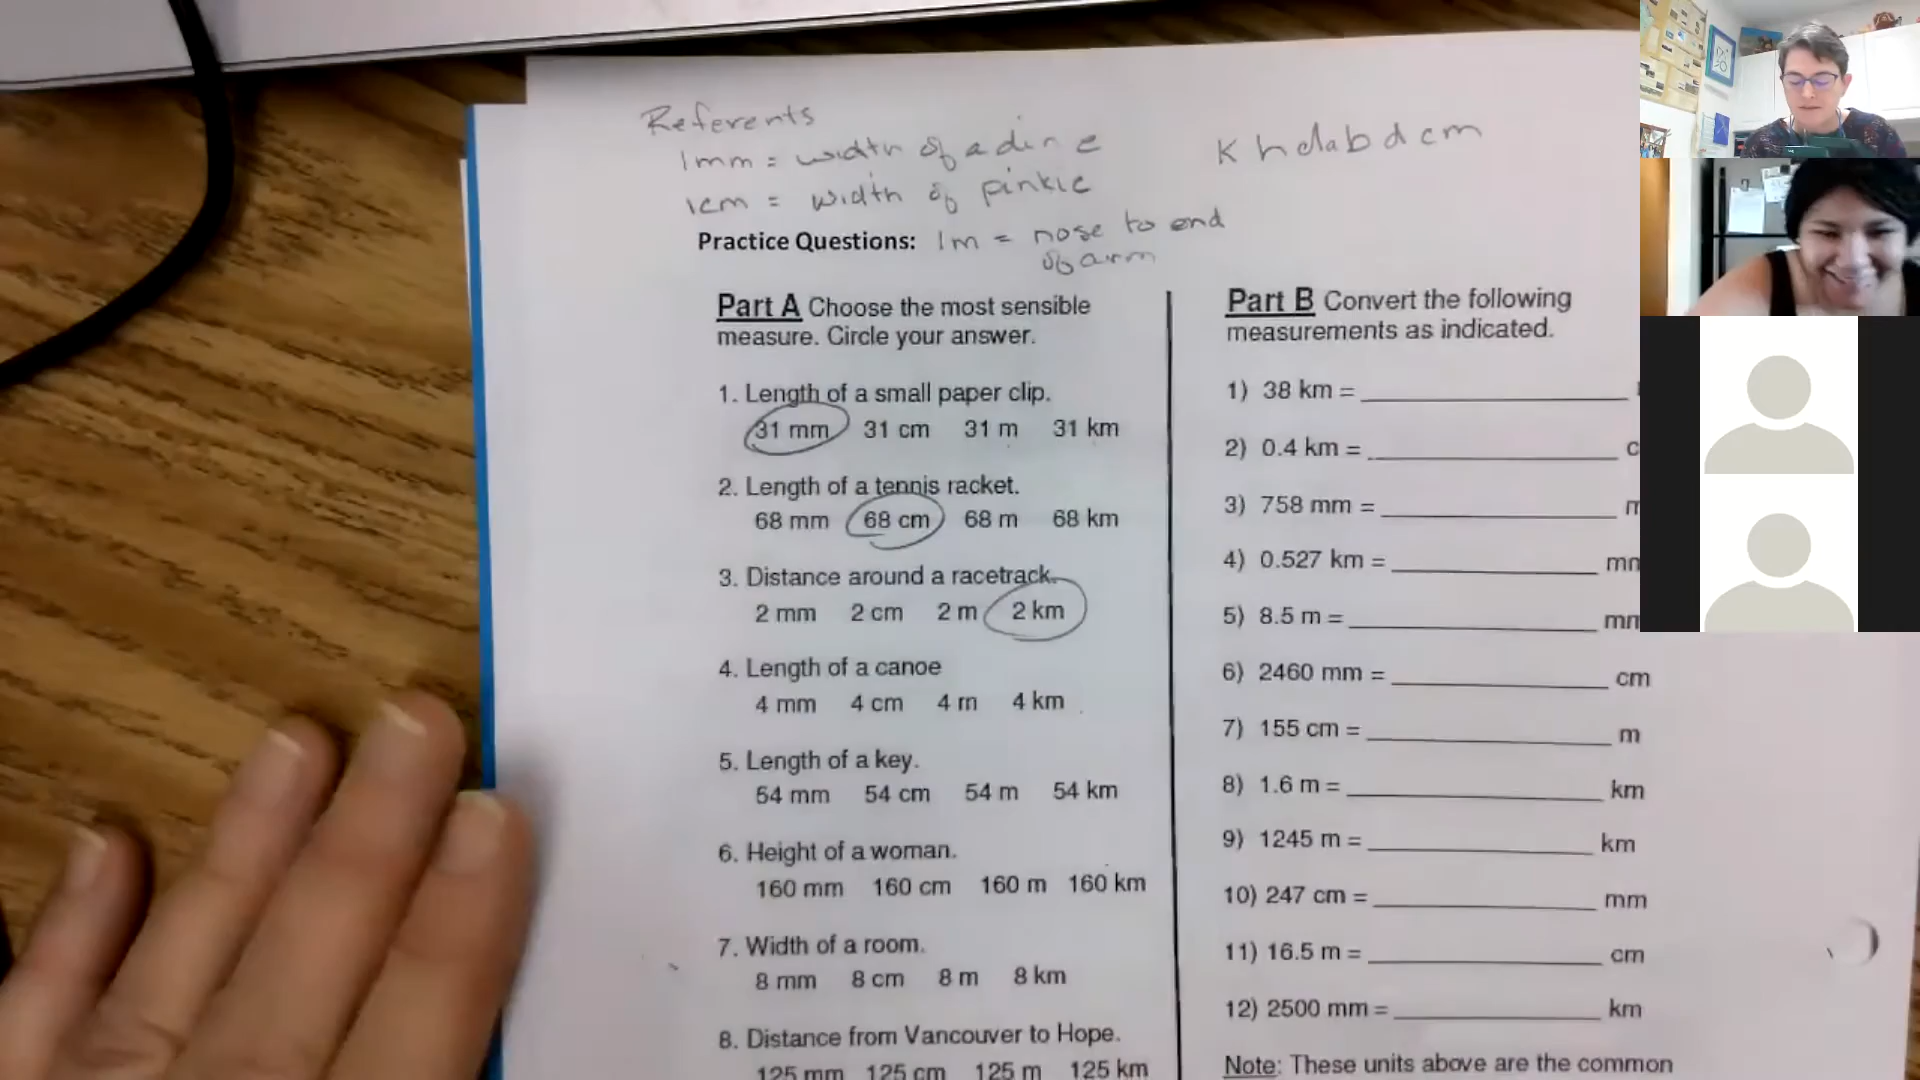 Referents
1mm = width of a dime
1cm = width of pinkie
K h da b d c m
Practice Questions: 1m = nose to end
of arm
Part A Choose the most sensible
measure. Circle your answer.
1. Length of a small paper clip.
31 mm 31 cm 31 m 31 km
2. Length of a tennis racket.
68 mm 68 cm 68 m 68 km
3. Distance around a racetrack.
2 mm 2 cm 2 m 2 km
4. Length of a canoe
4 mm 4 cm 4 m 4 km
5. Length of a key.
54 mm 54 cm 54 m 54 km
6. Height of a woman.
160 mm 160 cm 160 m 160 km
7. Width of a room.
8 mm 8 cm 8 m 8 km
8. Distance from Vancouver to Hope.
125 mm 125 cm 125 m 125 km
Part B Convert the following
measurements as indicated.
1) 38 km =
2) 0.4 km = c
3) 758 mm =
4) 0.527 km = mm
5) 8.5 m = mm
6) 2460 mm = cm
7) 155 cm = m
8) 1.6 m = km
9) 1245 m = km
10) 247 cm = mm
11) 16.5 m = cm
12) 2500 mm = km
Note: These units above are the common